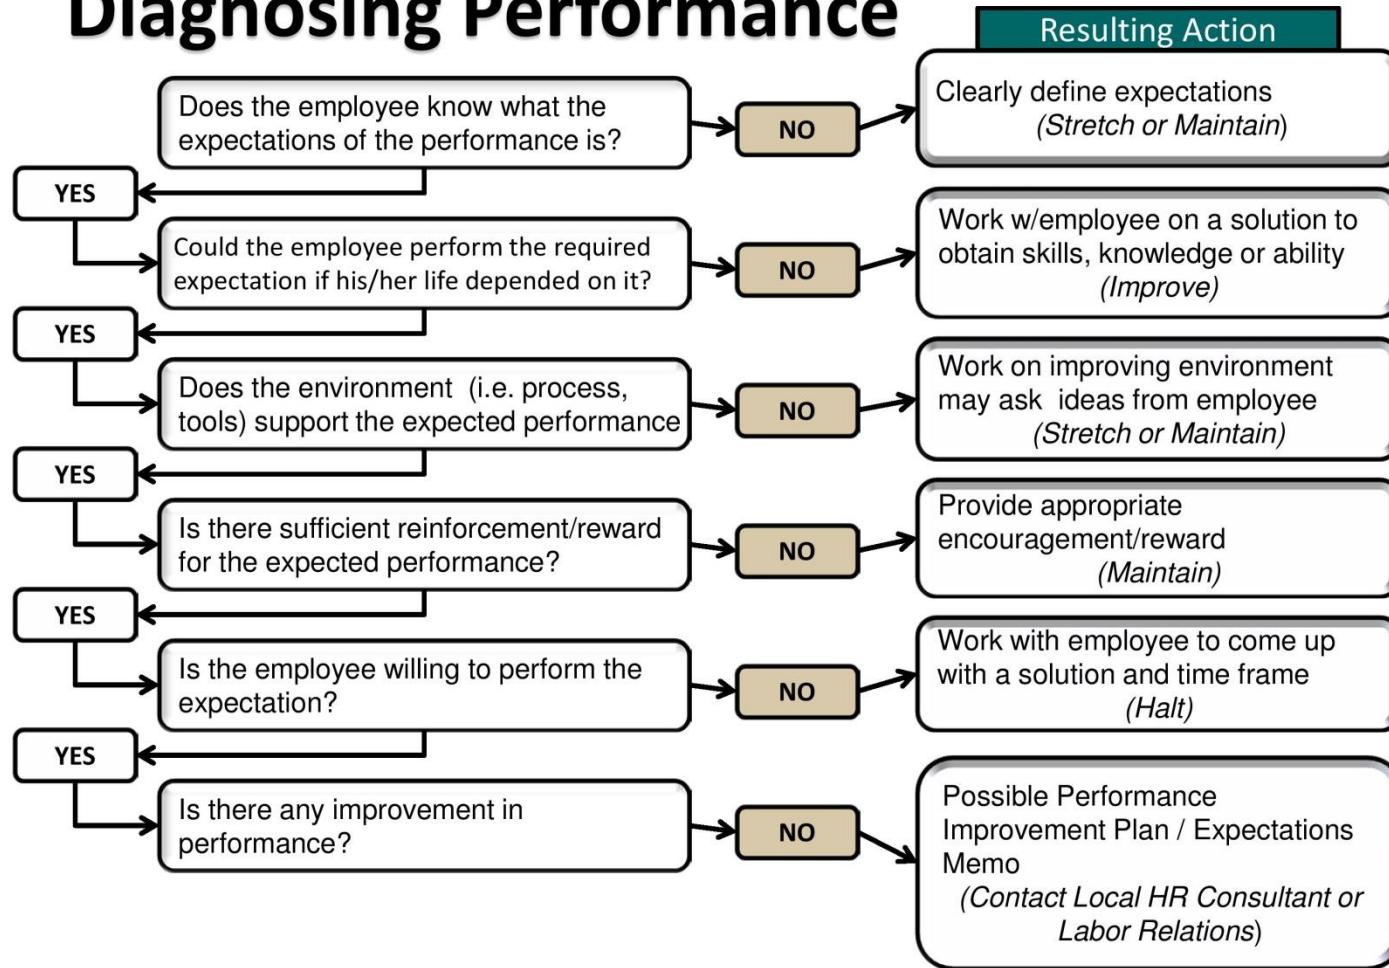 Diagnosing Performance
Resulting Action
Does the employee know what the
expectations of the performance is?
NO
Clearly define expectations
(Stretch or Maintain)
YES
Could the employee perform the required
expectation if his/her life depended on it?
NO
Work w/employee on a solution to
obtain skills, knowledge or ability
(Improve)
YES
Does the environment (i.e. process,
tools) support the expected performance
NO
Work on improving environment
may ask ideas from employee
(Stretch or Maintain)
YES
Is there sufficient reinforcement/reward
for the expected performance?
NO
Provide appropriate
encouragement/reward
(Maintain)
YES
Is the employee willing to perform the
expectation?
NO
Work with employee to come up
with a solution and time frame
(Halt)
YES
Is there any improvement in
performance?
NO
Possible Performance
Improvement Plan / Expectations
Memo
(Contact Local HR Consultant or
Labor Relations)